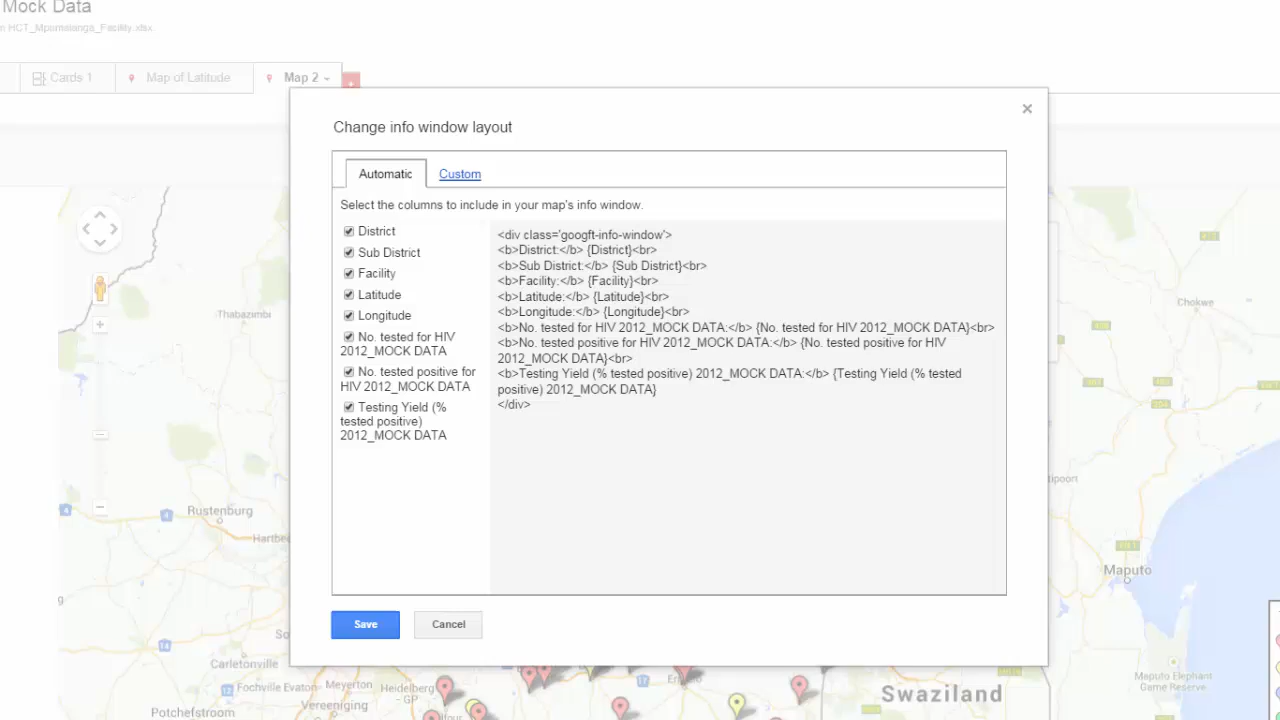 Mock Data
HCT_Mpumalanga_Facility.xlsx
Cards 1
Map of Latitude
Map 2
Change info window layout
Automatic
Custom
Select the columns to include in your map's info window.
District
Sub District
Facility
Latitude
Longitude
No. tested for HIV
2012_MOCK DATA
No. tested positive for
HIV 2012_MOCK DATA
Testing Yield (%
tested positive)
2012_MOCK DATA
<div class='googft-info-window'>
<b>District:</b> {District}<br>
<b>Sub District:</b> {Sub District}<br>
<b>Facility:</b> {Facility}<br>
<b>Latitude:</b> {Latitude}<br>
<b>Longitude:</b> {Longitude}<br>
<b>No. tested for HIV 2012_MOCK DATA:</b> {No. tested for HIV 2012_MOCK DATA}<br>
<b>No. tested positive for HIV 2012_MOCK DATA:</b> {No. tested positive for HIV
2012_MOCK DATA}<br>
<b>Testing Yield (% tested positive) 2012_MOCK DATA:</b> {Testing Yield (% tested
positive) 2012_MOCK DATA}
</div>
Save
Cancel
Thabazimbi
Chokwe
Rustenburg
Maputo
Carletonville
Fochville Evaton
Meyerton
Heidelberg
- GP
Vereeniging
Potchefstroom
Swaziland
Maputo Elephant
Game Reserve